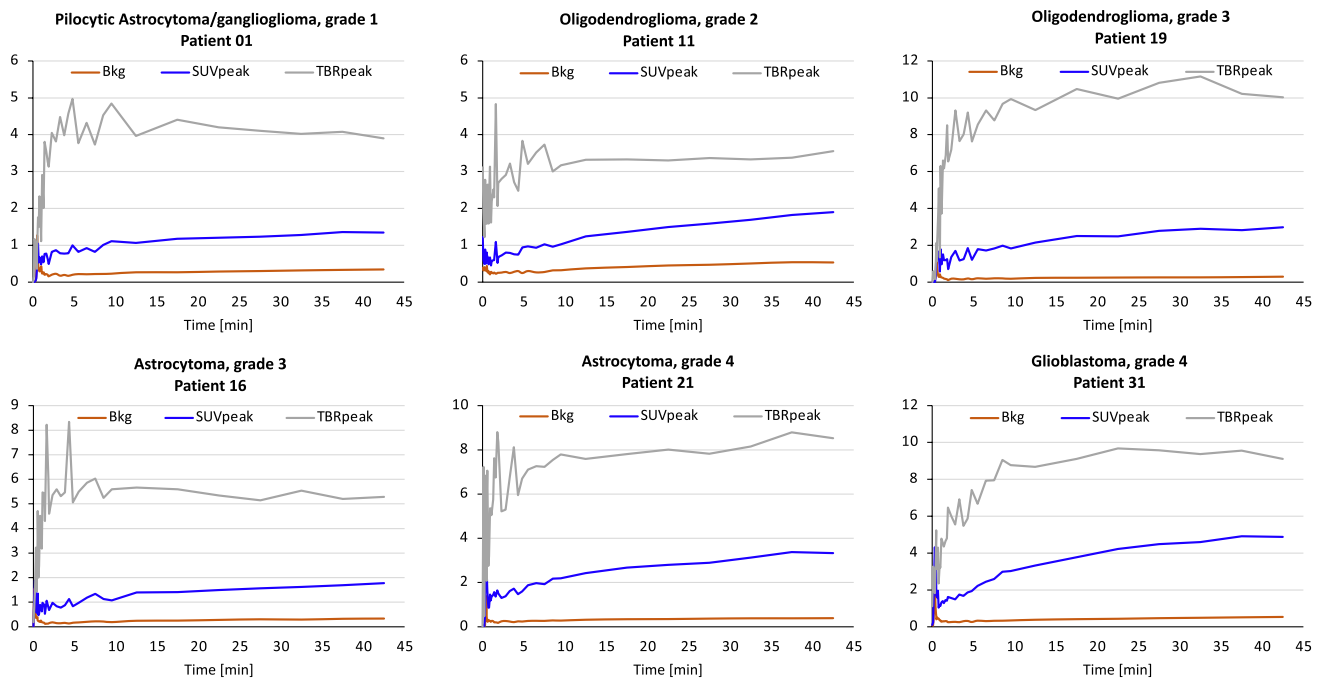 Pilocytic Astrocytoma/ganglioglioma, grade 1
Patient 01
Bkg SUVpeak TBRpeak
6
5
4
3
2
1
0
0 5 10 15 20 25 30 35 40 45
Time [min]
Oligodendroglioma, grade 2
Patient 11
Bkg SUVpeak TBRpeak
6
5
4
3
2
1
0
0 5 10 15 20 25 30 35 40 45
Time [min]
Oligodendroglioma, grade 3
Patient 19
Bkg SUVpeak TBRpeak
12
10
8
6
4
2
0
0 5 10 15 20 25 30 35 40 45
Time [min]
Astrocytoma, grade 3
Patient 16
Bkg SUVpeak TBRpeak
9
8
7
6
5
4
3
2
1
0
0 5 10 15 20 25 30 35 40 45
Time [min]
Astrocytoma, grade 4
Patient 21
Bkg SUVpeak TBRpeak
10
8
6
4
2
0
0 5 10 15 20 25 30 35 40 45
Time [min]
Glioblastoma, grade 4
Patient 31
Bkg SUVpeak TBRpeak
12
10
8
6
4
2
0
0 5 10 15 20 25 30 35 40 45
Time [min]